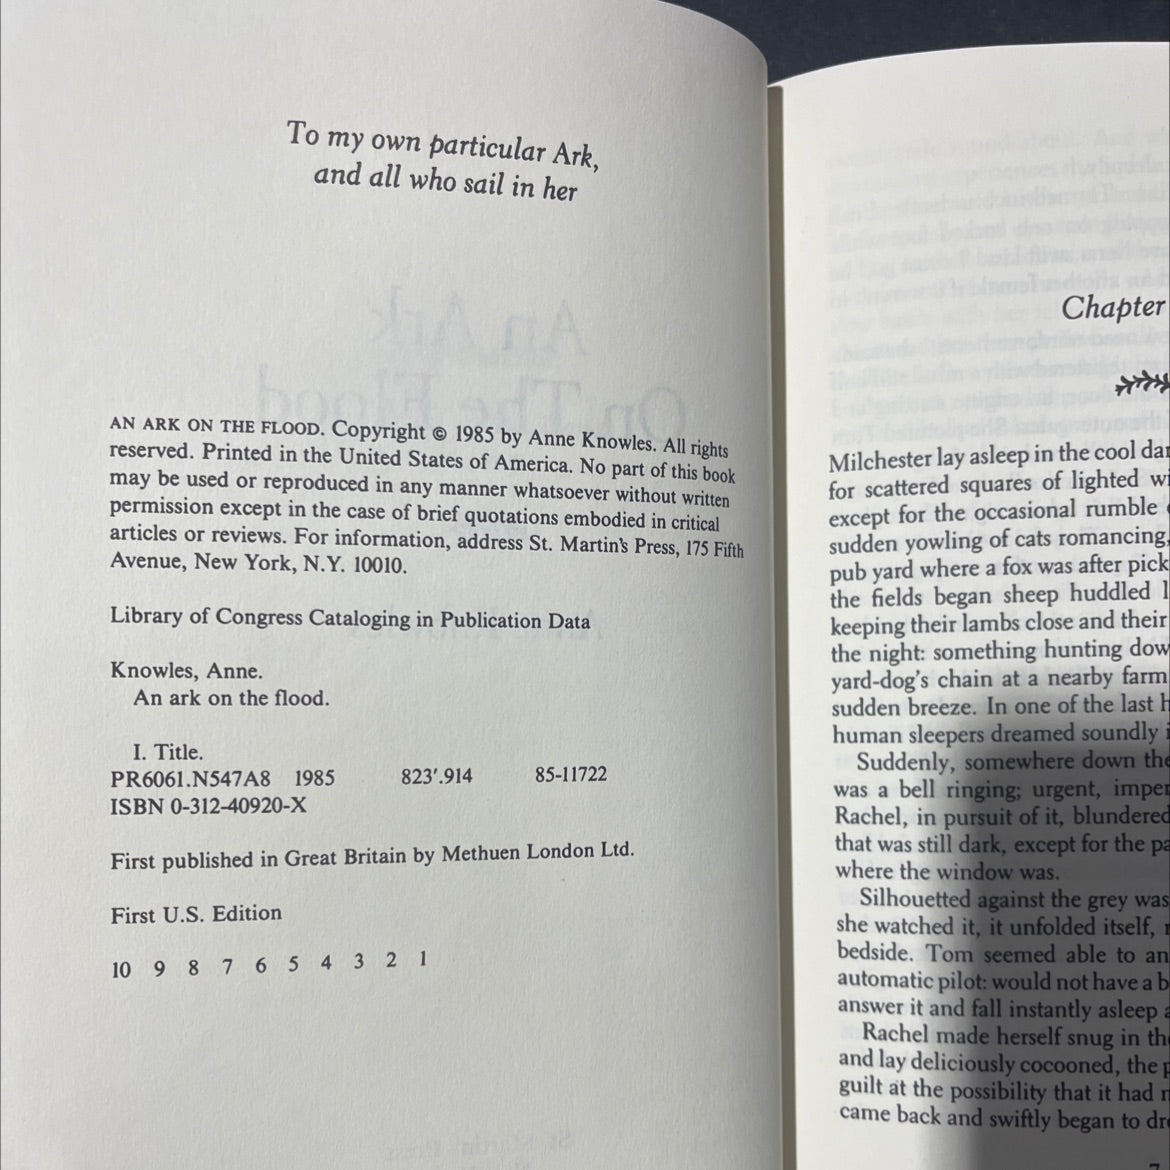 To my own particular Ark,
and all who sail in her
AN ARK ON THE FLOOD. Copyright © 1985 by Anne Knowles. All rights
reserved. Printed in the United States of America. No part of this book
may be used or reproduced in any manner whatsoever without written
permission except in the case of brief quotations embodied in critical
articles or reviews. For information, address St. Martin's Press, 175 Fifth
Avenue, New York, N.Y. 10010.
Library of Congress Cataloging in Publication Data
Knowles, Anne.
An ark on the flood.
I. Title.
PR6061.N547A8 1985 823'.914 85-11722
ISBN 0-312-40920-X
First published in Great Britain by Methuen London Ltd.
First U.S. Edition
10 9 8 7 6 5 4 3 2 1
Chapter
Milchester lay asleep in the cool
for scattered squares of lighted
except for the occasional rumble
sudden yowling of cats romancing,
pub yard where a fox was after
the fields began sheep huddled
keeping their lambs close and their
the night: something hunting
yard-dog's chain at a nearby farm
sudden breeze. In one of the last
human sleepers dreamed soundly
Suddenly, somewhere down the
was a bell ringing; urgent,
Rachel, in pursuit of it, blundered
that was still dark, except for the
where the window was.
Silhouetted against the grey was
she watched it, it unfolded itself,
bedside. Tom seemed able to
automatic pilot: would not have a
answer it and fall instantly asleep
Rachel made herself snug in the
and lay deliciously cocooned, the
guilt at the possibility that it had
came back and swiftly began to